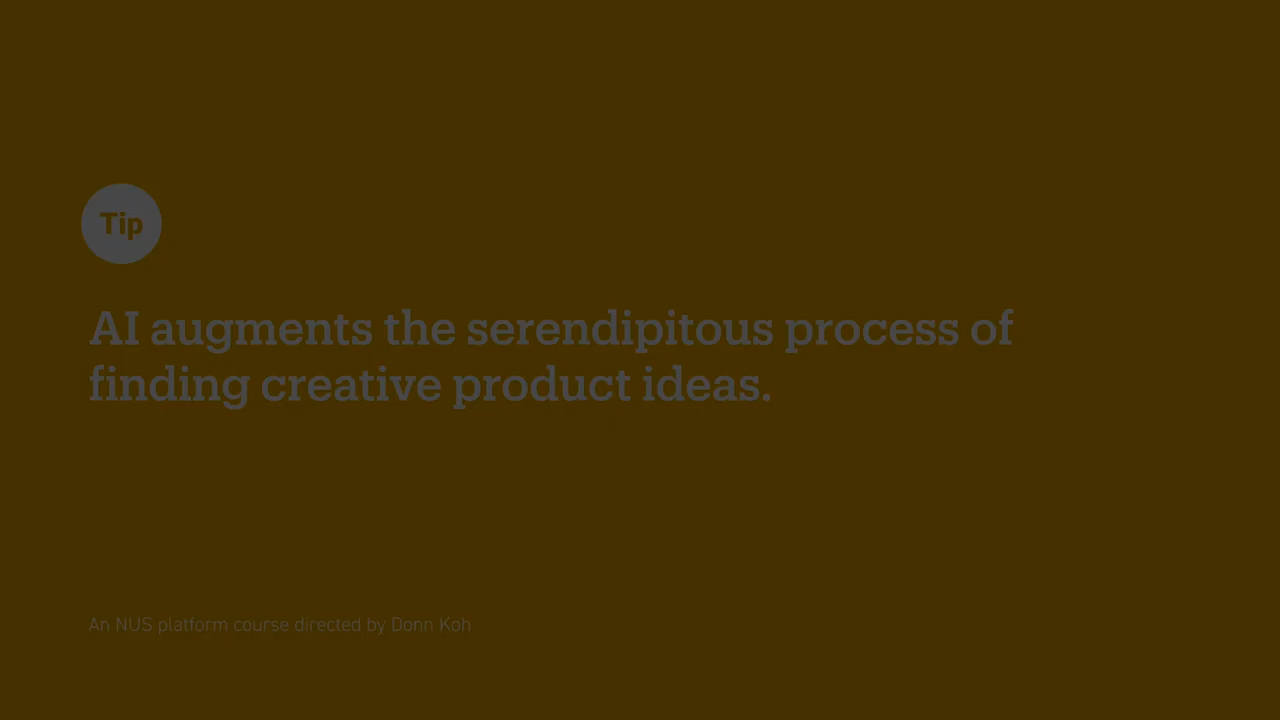 Tip
AI augments the serendipitous process of
finding creative product ideas.
An NUS platform course directed by Donn Koh